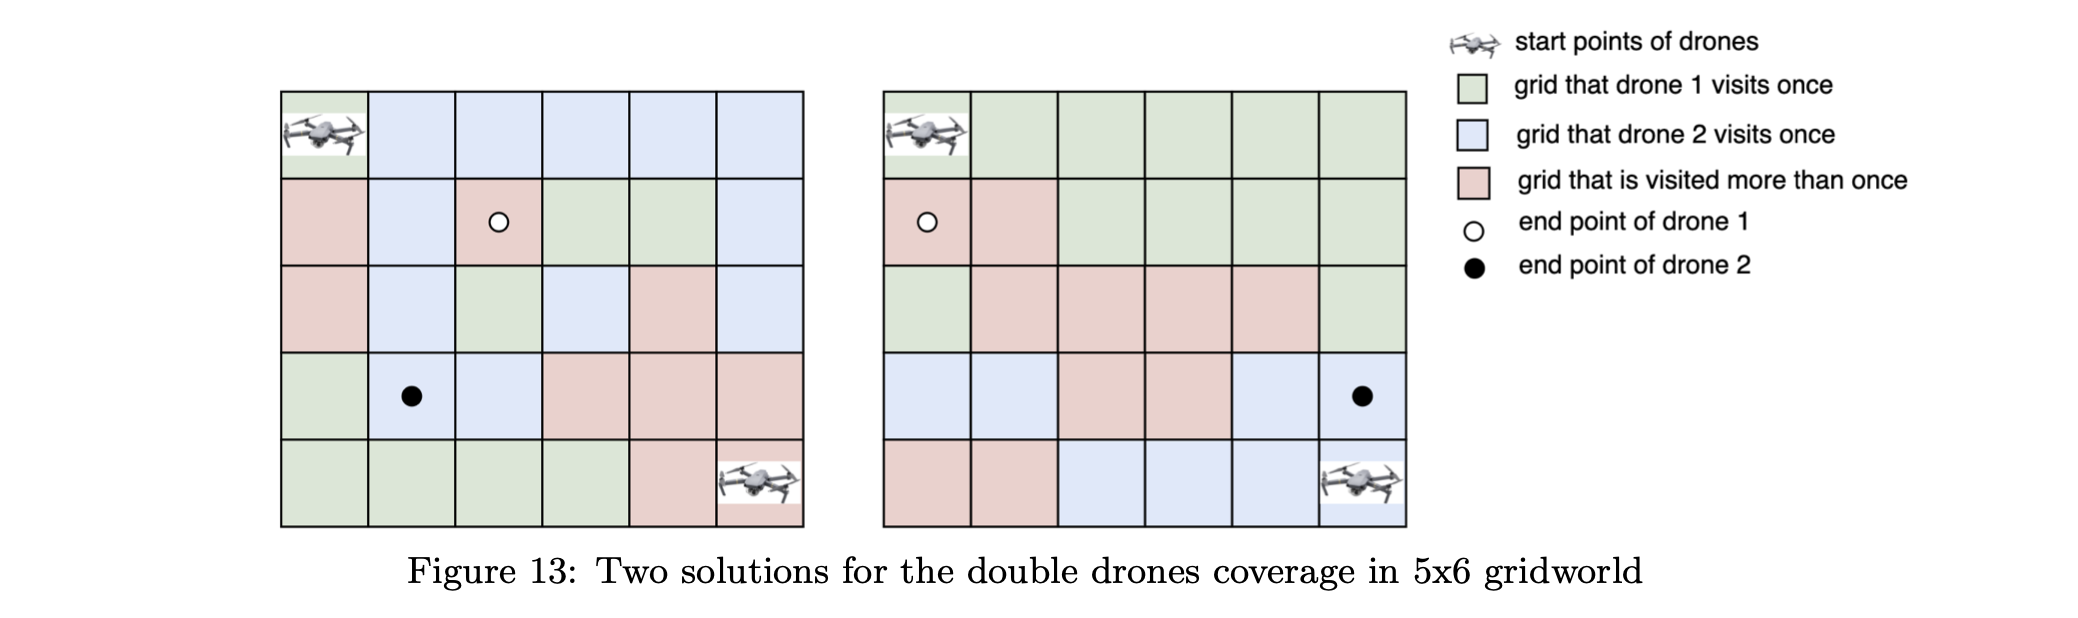 start points of drones
grid that drone 1 visits once
grid that drone 2 visits once
grid that is visited more than once
end point of drone 1
end point of drone 2
Figure 13: Two solutions for the double drones coverage in 5x6 gridworld